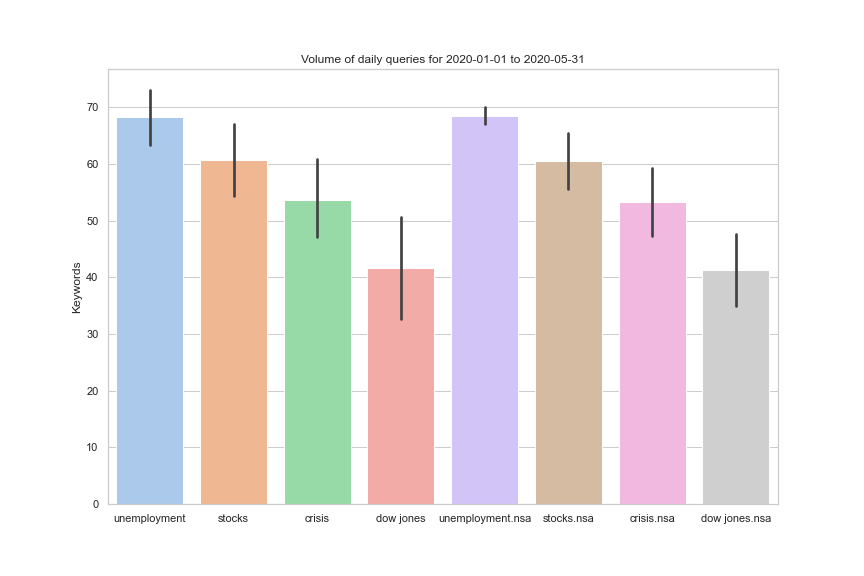 Volume of daily queries for 2020-01-01 to 2020-05-31
Keywords
70
60
50
40
30
20
10
0
unemployment stocks crisis dow jones unemployment.nsa stocks.nsa crisis.nsa dow jones.nsa